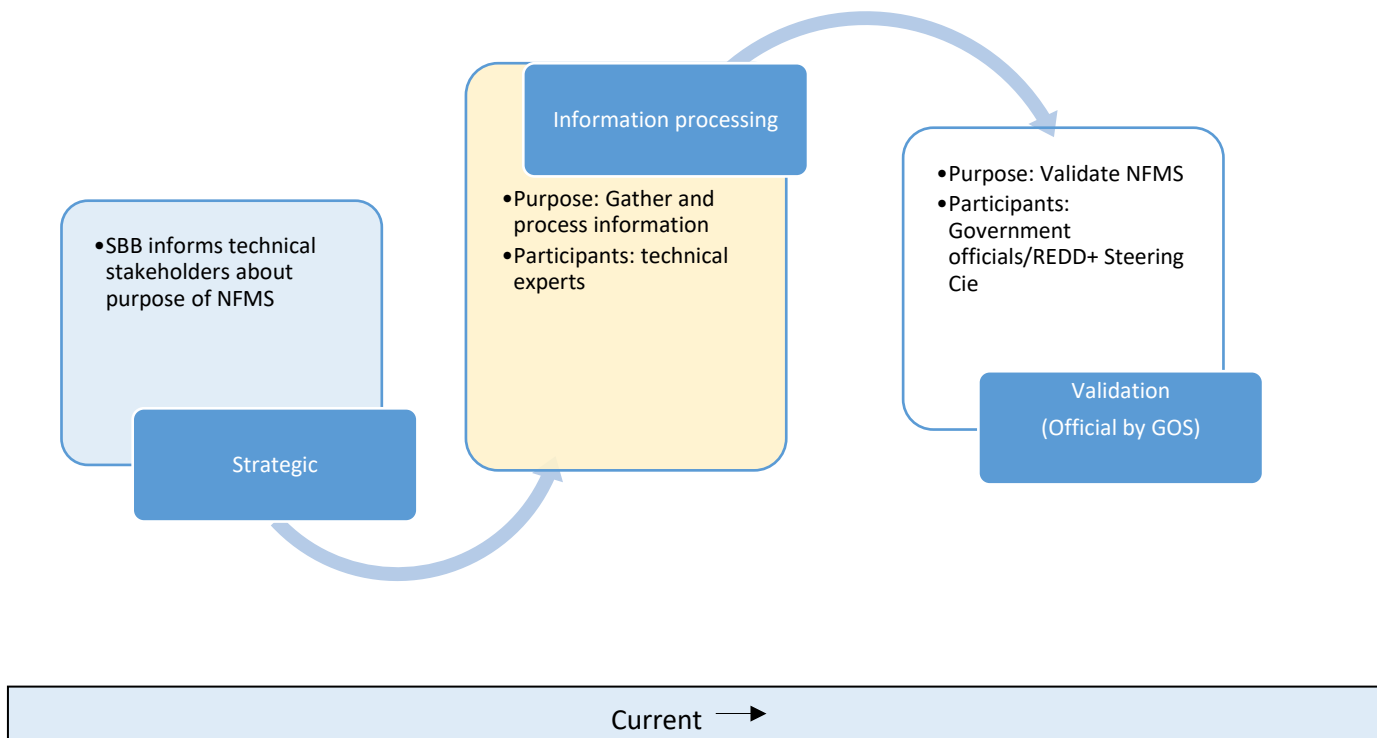 •SBB informs technical
stakeholders about
purpose of NFMS
Strategic
Information processing
•Purpose: Gather and
process information
•Participants: technical
experts
•Purpose: Validate NFMS
•Participants:
Government
officials/REDD+ Steering
Cie
Validation
(Official by GOS)
Current